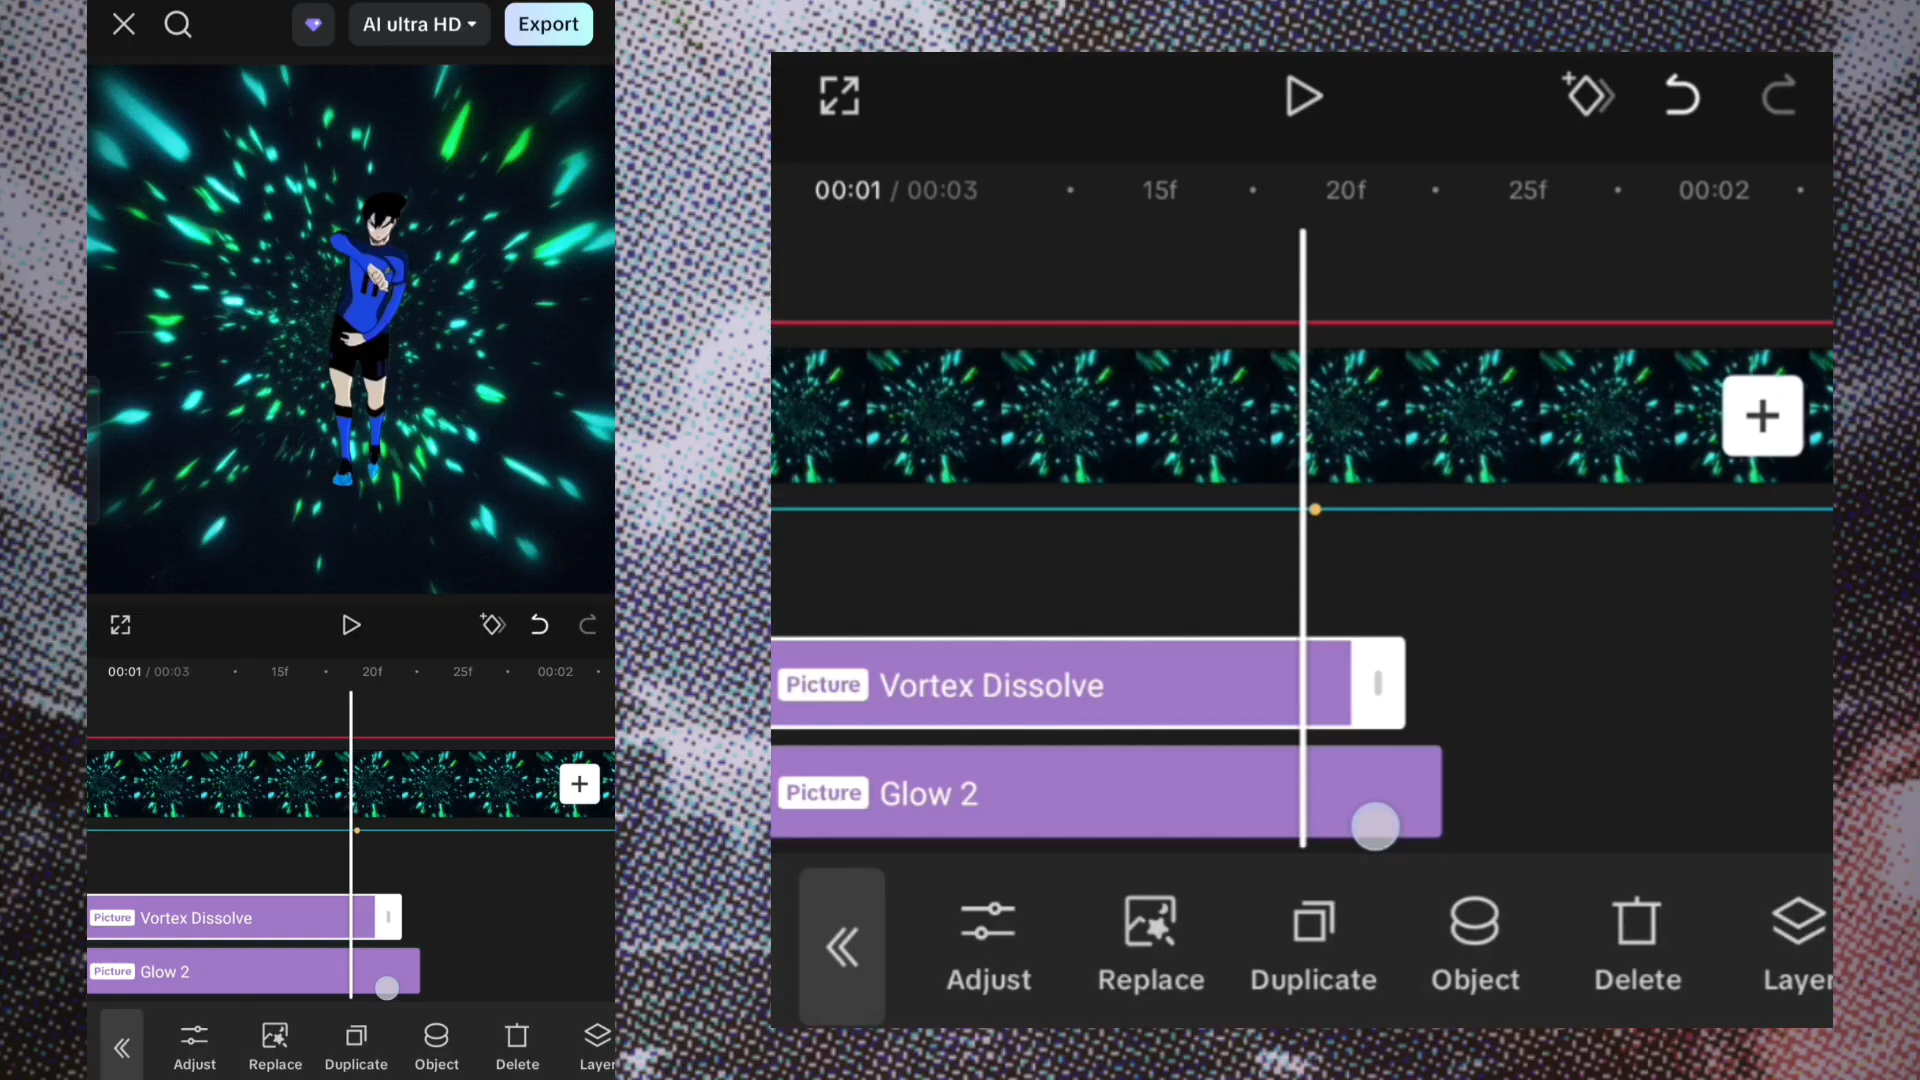 AI ultra HD
Export
00:01 / 00:03
15f
20f
25f
00:02
Picture Vortex Dissolve
Picture Glow 2
Adjust
Replace
Duplicate
Object
Delete
Layer
00:01 / 00:03
15f
20f
25f
00:02
Picture Vortex Dissolve
Picture Glow 2
Adjust
Replace
Duplicate
Object
Delete
Layer